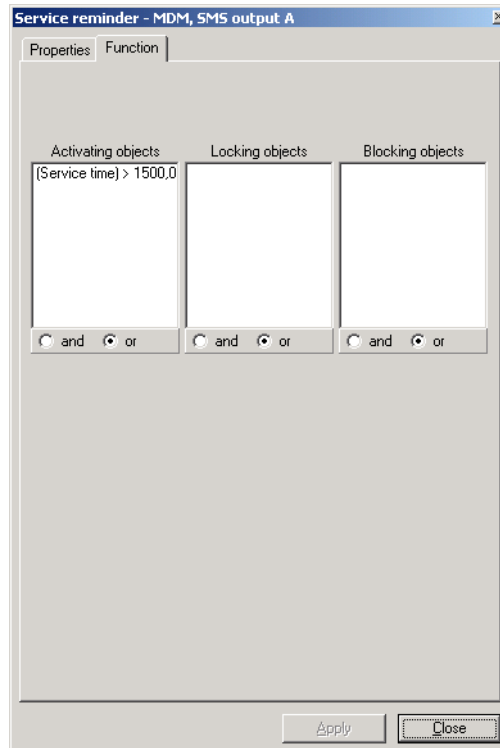 Service reminder - MDM, SMS output A
Properties Function
Activating objects Locking objects Blocking objects
(Service time) > 1500,0
and or and or and or
Apply Close